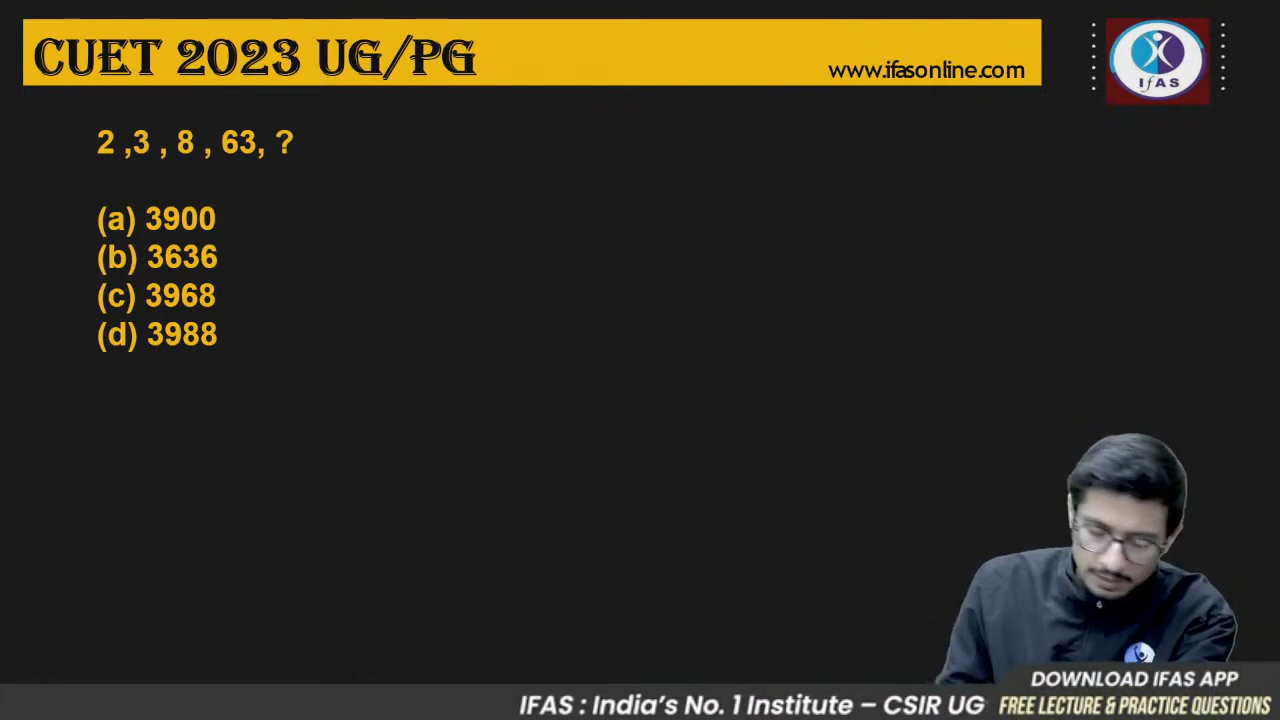 CUET 2023 UG/PG
www.ifasonline.com
IfAS
2 ,3 , 8 , 63, ?
(a) 3900
(b) 3636
(c) 3968
(d) 3988
DOWNLOAD IFAS APP
IFAS : India's No. 1 Institute – CSIR UG
FREE LECTURE & PRACTICE QUESTIONS